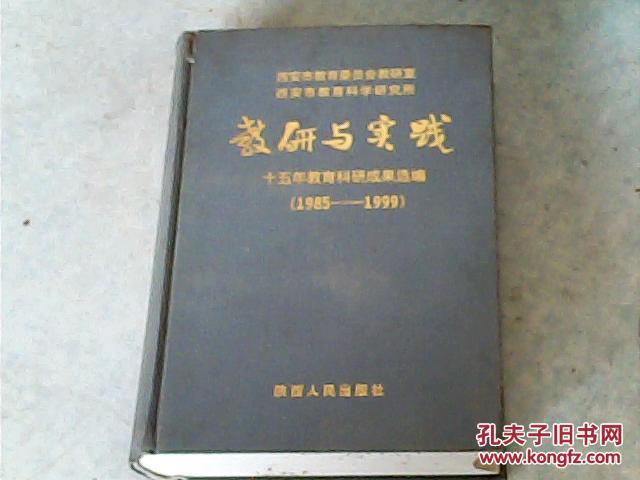 西安市教育委员会教研室
西安市教育科学研究所
教研与实践
十五年教育科研成果选编
(1985——1999)
陕西人民出版社
孔夫子旧书网
www.kongfz.com